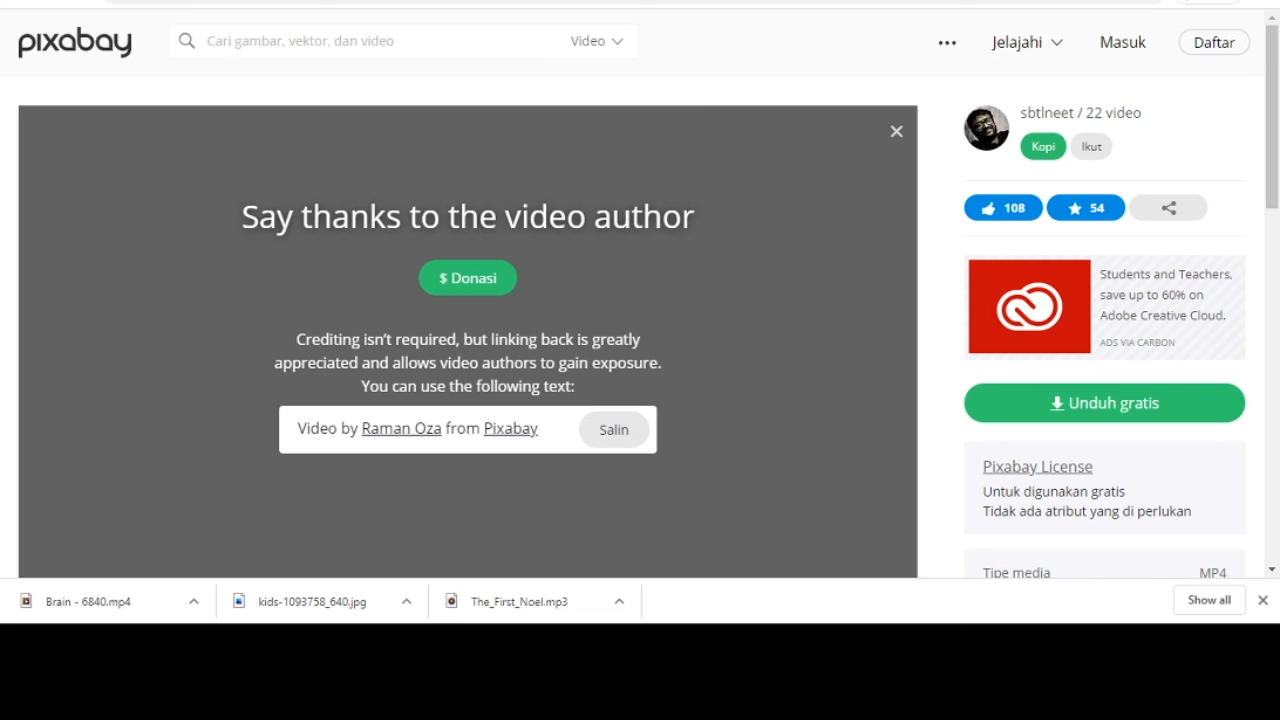 pixabay
Cari gambar, vektor, dan video
Video
Jelajahi
Masuk
Daftar
Say thanks to the video author
$ Donasi
Crediting isn't required, but linking back is greatly
appreciated and allows video authors to gain exposure.
You can use the following text:
Video by Raman Oza from Pixabay
Salin
sbtlneet / 22 video
Kopi
Ikut
108
54
Students and Teachers,
save up to 60% on
Adobe Creative Cloud.
ADS VIA CARBON
Unduh gratis
Pixabay License
Untuk digunakan gratis
Tidak ada atribut yang di perlukan
Tipe media
MP4
Brain - 6840.mp4
kids-1093758_640.jpg
The_First_Noel.mp3
Show all